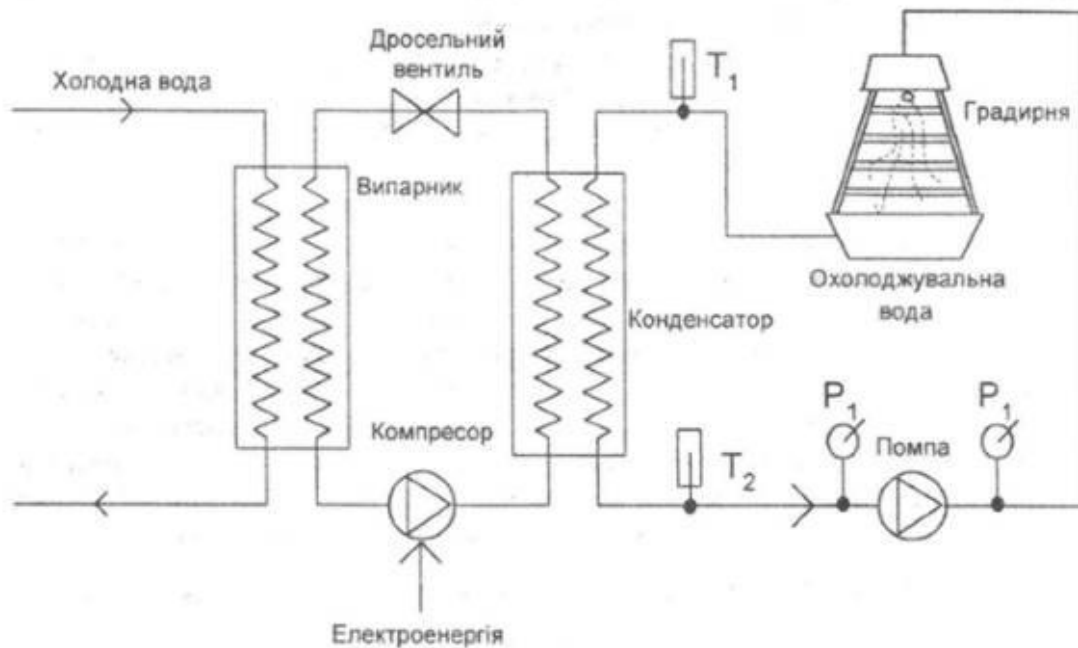 Дросельний
вентиль
Холодна вода
T1
Градирня
Випарник
Охолоджувальна
вода
Конденсатор
P1
P1
Компресор
Помпа
T2
Електроенергія